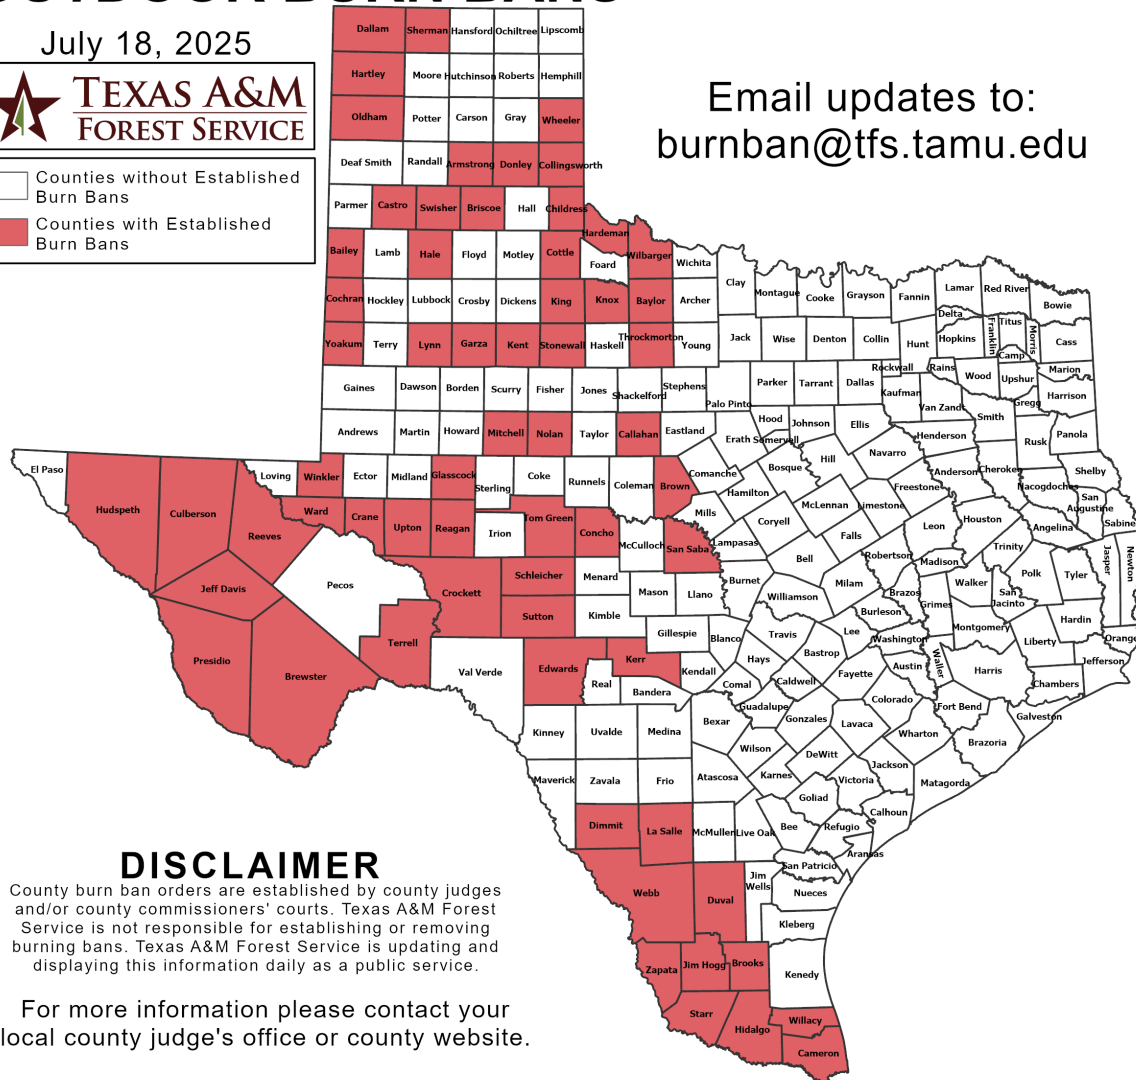 OUTDOOR BURN BANS
July 18, 2025
TEXAS A&M
FOREST SERVICE
Counties without Established
Burn Bans
Counties with Established
Burn Bans
Email updates to:
burnban@tfs.tamu.edu
Dallam Sherman Hansford Ochiltree Lipscomb
Hartley Moore Hutchinson Roberts Hemphill
Oldham Potter Carson Gray Wheeler
Deaf Smith Randall Armstrong Donley Collingsworth
Parmer Castro Swisher Briscoe Hall Childress
Hardeman
Bailey Lamb Hale Floyd Motley Cottle Foard Wilbarger Wichita
Clay Montague Cooke Grayson Fannin Lamar Red River Bowie
Cochran Hockley Lubbock Crosby Dickens King Knox Baylor Archer
Delta Franklin Titus Morris Cass
Yoakum Terry Lynn Garza Kent Stonewall Haskell Throckmorton Young Jack Wise Denton Collin Hunt Hopkins
Camp
Rockwall Rains Wood Upshur Marion
Gaines Dawson Borden Scurry Fisher Jones Shackelford Stephens Palo Pinto Parker Tarrant Dallas Kaufman Van Zandt Gregg Harrison
Andrews Martin Howard Mitchell Nolan Taylor Callahan Eastland Erath Hood Somervell Johnson Ellis Henderson Smith Rusk Panola
El Paso Loving Winkler Ector Midland Glasscock Sterling Coke Runnels Coleman Brown Comanche Bosque Hill Navarro Anderson Cherokee Shelby
Hamilton McLennan Limestone Freestone Nacogdoches San
Augustine
Sabine
Hudspeth Culberson Reeves Ward Crane Upton Reagan Irion Tom Green Concho McCulloch San Saba Mills Lampasas Coryell Falls Leon Houston Angelina
Jeff Davis Pecos Crockett Schleicher Menard Mason Llano Burnet Bell Milam Robertson Madison Trinity Polk Tyler Jasper Newton
Sutton Kimble Williamson Burleson Brazos Grimes Walker San
Jacinto
Hardin
Presidio Brewster Terrell Val Verde Edwards Kerr Gillespie Blanco Travis Lee Washington Montgomery Liberty Orange
Real Bandera Kendall Hays Bastrop Fayette Austin Waller Harris Jefferson
Comal Caldwell Colorado Chambers
Kinney Uvalde Medina Bexar Guadalupe Gonzales Lavaca Wharton Fort Bend Galveston
Wilson DeWitt Jackson Brazoria
Maverick Zavala Frio Atascosa Karnes Victoria Matagorda
Goliad Calhoun
Dimmit La Salle McMullen Live Oak Bee Refugio
Aransas
San Patricio
Webb Duval Jim
Wells
Nueces
Kleberg
Zapata Jim Hogg Brooks Kenedy
Starr Hidalgo Willacy
Cameron
DISCLAIMER
County burn ban orders are established by county judges
and/or county commissioners' courts. Texas A&M Forest
Service is not responsible for establishing or removing
burning bans. Texas A&M Forest Service is updating and
displaying this information daily as a public service.
For more information please contact your
local county judge's office or county website.